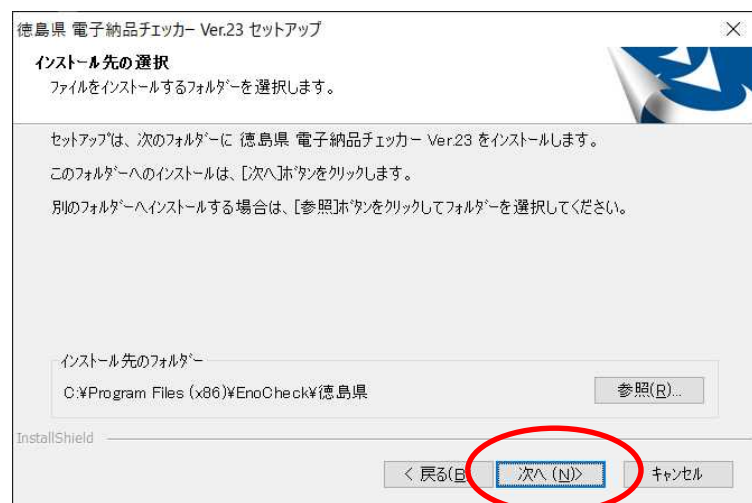 徳島県 電子納品チェッカー Ver.23 セットアップ
インストール先の選択
ファイルをインストールするフォルダーを選択します。
セットアップは、次のフォルダーに 徳島県 電子納品チェッカー Ver.23 をインストールします。
このフォルダーへのインストールは、[次へ]ボタンをクリックします。
別のフォルダーへインストールする場合は、[参照]ボタンをクリックしてフォルダーを選択してください。
インストール先のフォルダー
C:¥Program Files (x86)¥EnoCheck¥徳島県
参照(R)...
InstallShield
< 戻る(B
次へ (N)>
キャンセル